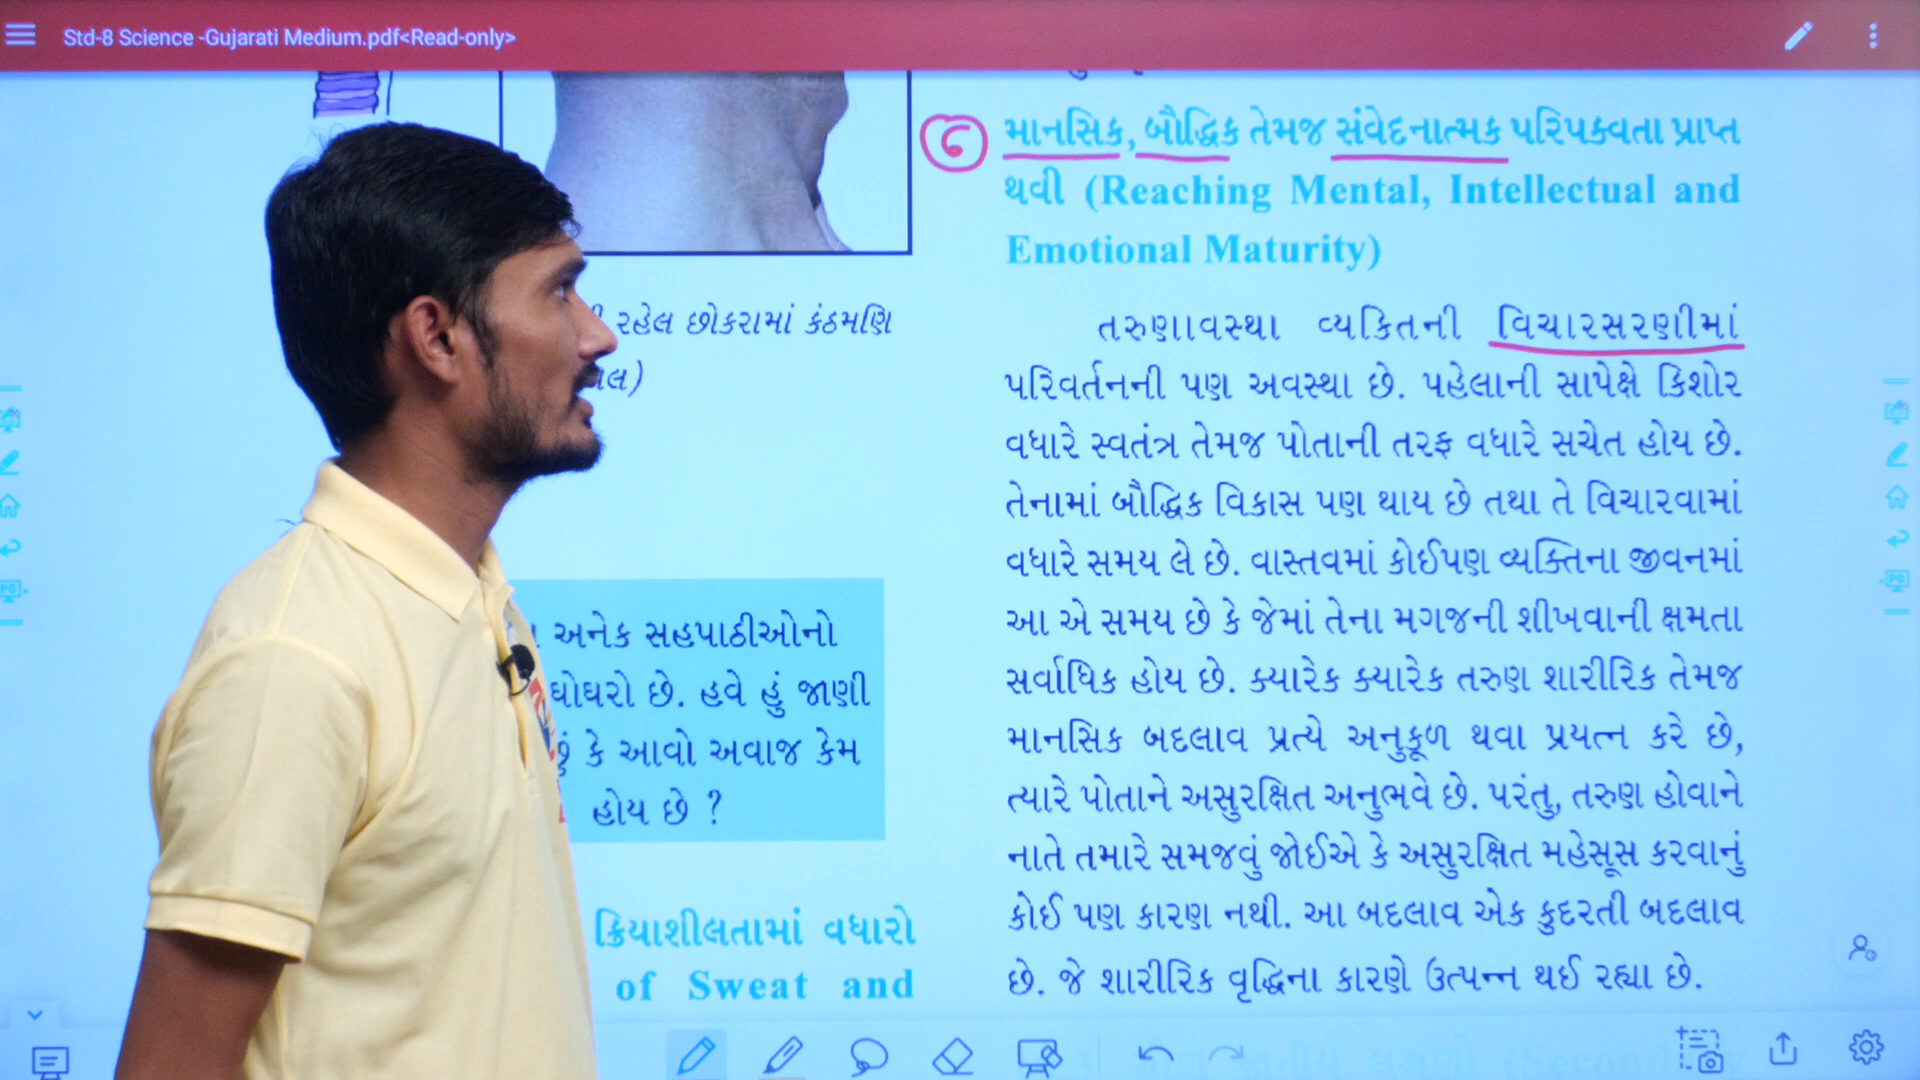 Std-8 Science -Gujarati Medium.pdf<Read-only>
રહેલ છોકરામાં કંઠમણિ
અનેક સહપાઠીઓનો
ઘોઘરો છે. હવે હું જાણી
છું કે આવો અવાજ કેમ
હોય છે ?
ક્રિયાશીલતામાં વધારો
of Sweat and
6 માનસિક, બૌદ્ધિક તેમજ સંવેદનાત્મક પરિપક્વતા પ્રાપ્ત
થવી (Reaching Mental, Intellectual and
Emotional Maturity)
તરુણાવસ્થા વ્યકિતની વિચારસરણીમાં
પરિવર્તનની પણ અવસ્થા છે. પહેલાની સાપેક્ષે કિશોર
વધારે સ્વતંત્ર તેમજ પોતાની તરફ વધારે સચેત હોય છે.
તેનામાં બૌદ્ધિક વિકાસ પણ થાય છે તથા તે વિચારવામાં
વધારે સમય લે છે. વાસ્તવમાં કોઈપણ વ્યક્તિના જીવનમાં
આ એ સમય છે કે જેમાં તેના મગજની શીખવાની ક્ષમતા
સર્વાધિક હોય છે. ક્યારેક ક્યારેક તરુણ શારીરિક તેમજ
માનસિક બદલાવ પ્રત્યે અનુકૂળ થવા પ્રયત્ન કરે છે,
ત્યારે પોતાને અસુરક્ષિત અનુભવે છે. પરંતુ, તરુણ હોવાને
નાતે તમારે સમજવું જોઈએ કે અસુરક્ષિત મહેસૂસ કરવાનું
કોઈ પણ કારણ નથી. આ બદલાવ એક કુદરતી બદલાવ
છે. જે શારીરિક વૃદ્ધિના કારણે ઉત્પન્ન થઈ રહ્યા છે.